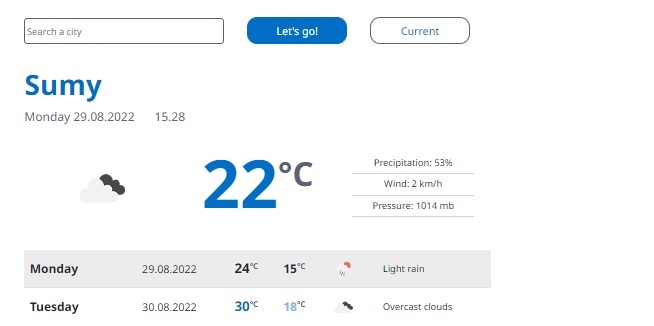 Search a city Let's go! Current
Sumy
Monday 29.08.2022 15.28
22°C
Precipitation: 53%
Wind: 2 km/h
Pressure: 1014 mb
Monday 29.08.2022 24°C 15°C Light rain
Tuesday 30.08.2022 30°C 18°C Overcast clouds